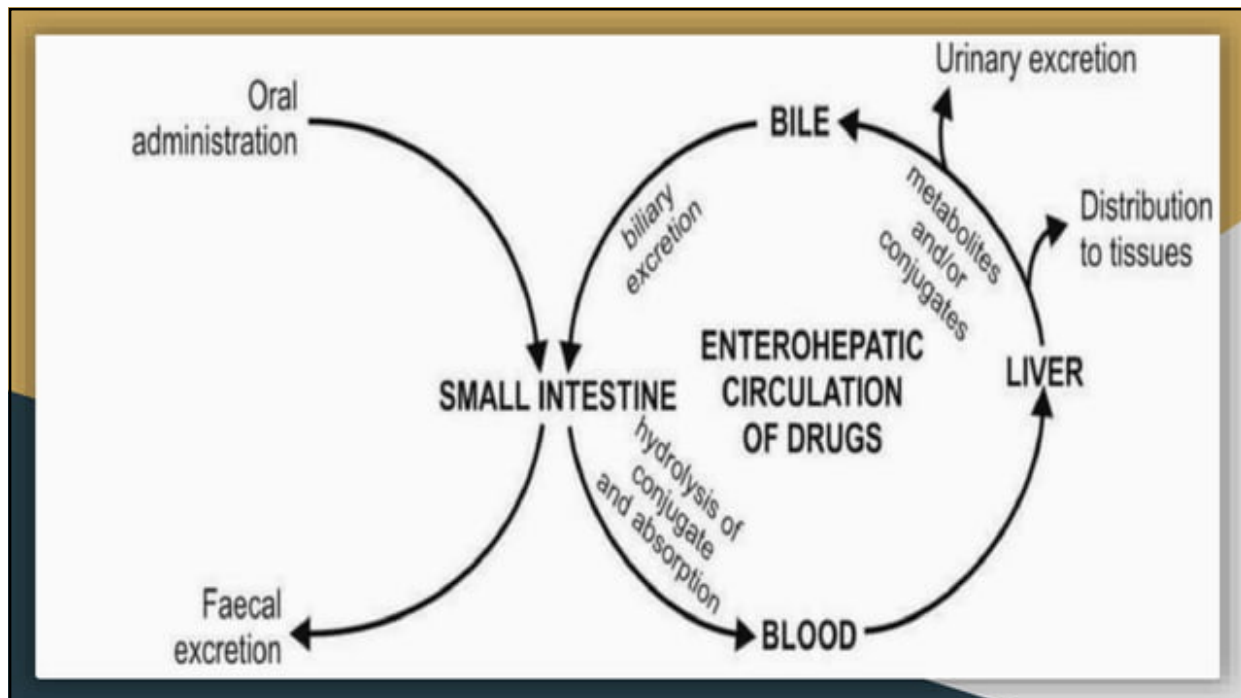 Oral
administration
Urinary excretion
BILE
biliary
excretion
metabolites
and/or
conjugates
Distribution
to tissues
ENTEROHEPATIC
CIRCULATION
OF DRUGS
LIVER
SMALL INTESTINE
hydrolysis of
conjugate
and absorption
Faecal
excretion
BLOOD